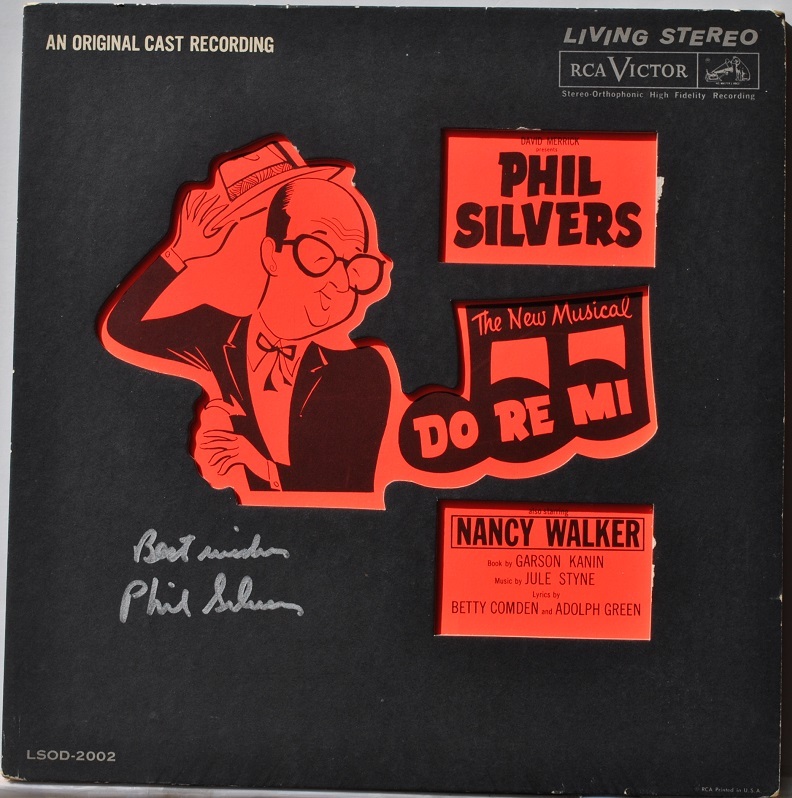 AN ORIGINAL CAST RECORDING
LIVING STEREO
RCA VICTOR
Stereo-Orthophonic High Fidelity Recording
DAVID MERRICK
presents
PHIL
SILVERS
The New Musical
DO RE MI
also starring
NANCY WALKER
Book by GARSON KANIN
Music by JULE STYNE
Lyrics by
BETTY COMDEN and ADOLPH GREEN
Best wishes
Phil Silvers
LSOD-2002
RCA Printed in U.S.A.